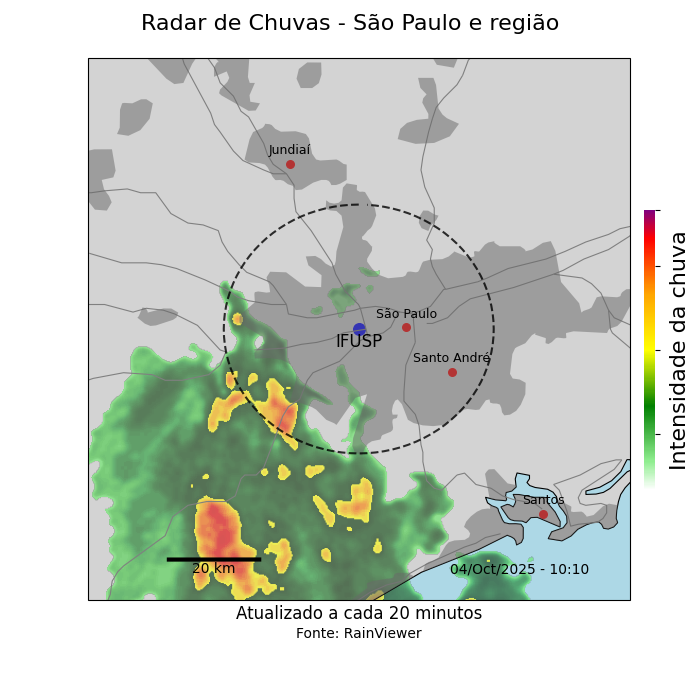 Radar de Chuvas - São Paulo e região
Jundiaí
São Paulo
IFUSP
Santo André
Santos
20 km
04/Oct/2025 - 10:10
Intensidade da chuva
Atualizado a cada 20 minutos
Fonte: RainViewer